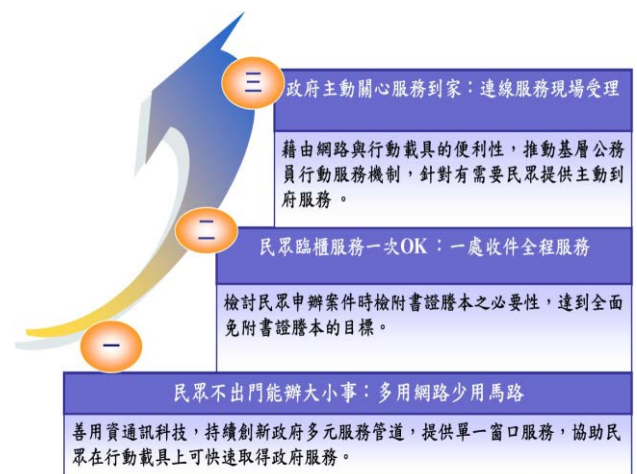 三
政府主動關心服務到家：連線服務現場受理
藉由網路與行動載具的便利性，推動基層公務
員行動服務機制，針對有需要民眾提供主動到
府服務。
二
民眾臨櫃服務一次OK：一處收件全程服務
檢討民眾申辦案件時檢附書證謄本之必要性，達到全面
免附書證謄本的目標。
一
民眾不出門能辦大小事：多用網路少用馬路
善用資通訊科技，持續創新政府多元服務管道，提供單一窗口服務，協助民
眾在行動載具上可快速取得政府服務。